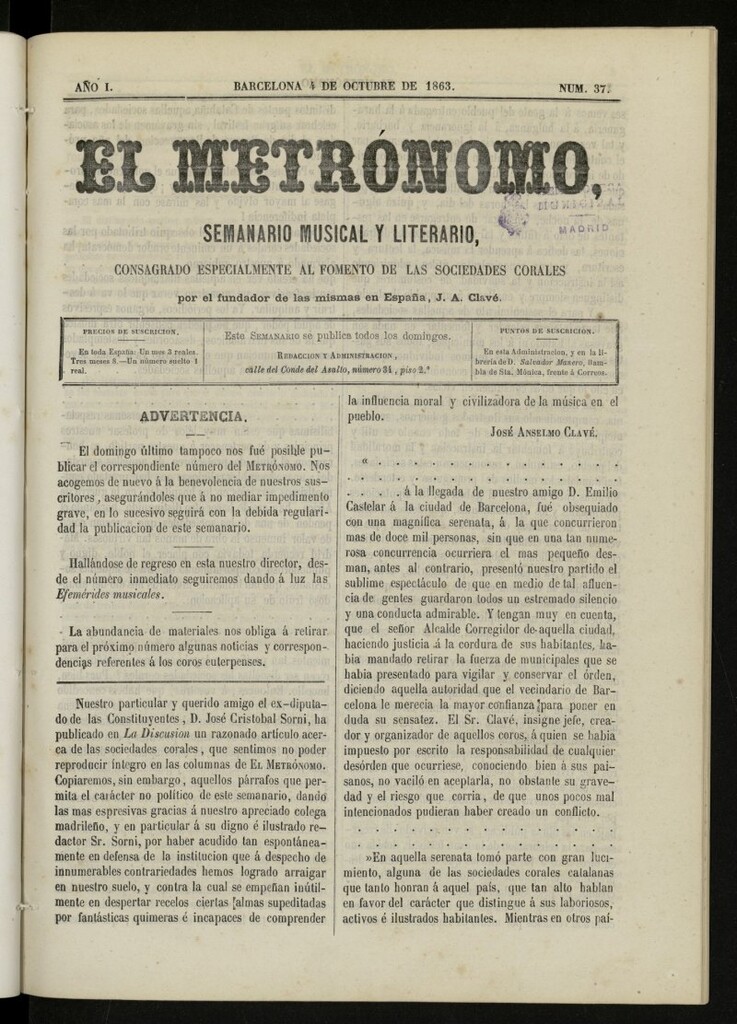 AÑO I.
BARCELONA 4 DE OCTUBRE DE 1863.
NUM. 37.
EL METRÓNOMO,
MADRID
SEMANARIO MUSICAL Y LITERARIO,
CONSAGRADO ESPECIALMENTE AL FOMENTO DE LAS SOCIEDADES CORALES
por el fundador de las mismas en España, J. A. Clavé.
PRECIOS DE SUSCRICION.
En toda España: Un mes 3 reales.
Tres meses 8.—Un número suelto 1
real.
Este SEMANARIO se publica todos los domingos.
REDACCION Y ADMINISTRACION,
calle del Conde del Asalto, número 34, piso 2.º
PUNTOS DE SUSCRICION.
En esta Administracion, y en la li-
brería de D. Salvador Manero, Ram-
bla de Sta. Mónica, frente á Correos.
ADVERTENCIA.
El domingo último tampoco nos fué posible pu-
blicar el correspondiente número del METRÓNOMO. Nos
acogemos de nuevo á la benevolencia de nuestros sus-
critores, asegurándoles que á no mediar impedimento
grave, en lo sucesivo seguirá con la debida regulari-
dad la publicacion de este semanario.
Hallándose de regreso en esta nuestro director, des-
de el número inmediato seguiremos dando á luz las
Efemérides musicales.
La abundancia de materiales nos obliga á retirar
para el próximo número algunas noticias y correspon-
dencias referentes á los coros euterpenses.
Nuestro particular y querido amigo el ex-diputa-
do de las Constituyentes, D. José Cristobal Sorni, ha
publicado en La Discusion un razonado artículo acer-
ca de las sociedades corales, que sentimos no poder
reproducir íntegro en las columnas de EL METRÓNOMO.
Copiaremos, sin embargo, aquellos párrafos que per-
mita el carácter no político de este semanario, dando
las mas espresivas gracias á nuestro apreciado colega
madrileño, y en particular á su digno é ilustrado re-
dactor Sr. Sorni, por haber acudido tan espontánea-
mente en defensa de la institucion que á despecho de
innumerables contrariedades hemos logrado arraigar
en nuestro suelo, y contra la cual se empeñan inútil-
mente en despertar recelos ciertas almas supeditadas
por fantásticas quimeras é incapaces de comprender
la influencia moral y civilizadora de la música en el
pueblo.
JOSÉ ANSELMO CLAVÉ.
« . . . . . . . . . . . . . .
. . . . . . . . . . . . . . .
. . . . á la llegada de nuestro amigo D. Emilio
Castelar á la ciudad de Barcelona, fué obsequiado
con una magnífica serenata, á la que concurrieron
mas de doce mil personas, sin que en una tan nume-
rosa concurrencia ocurriera el mas pequeño des-
man, antes al contrario, presentó nuestro partido el
sublime espectáculo de que en medio de tal afluen-
cia de gentes guardaron todos un estremado silencio
y una conducta admirable. Y tengan muy en cuenta,
que el señor Alcalde Corregidor de aquella ciudad,
haciendo justicia á la cordura de sus habitantes, ha-
bia mandado retirar la fuerza de municipales que se
habia presentado para vigilar y conservar el órden,
diciendo aquella autoridad que el vecindario de Bar-
celona le merecia la mayor confianza para poner en
duda su sensatez. El Sr. Clavé, insigne jefe, crea-
dor y organizador de aquellos coros, á quien se habia
impuesto por escrito la responsabilidad de cualquier
desórden que ocurriese, conociendo bien á sus pai-
sanos, no vaciló en aceptarla, no obstante su grave-
dad y el riesgo que corria, de que unos pocos mal
intencionados pudieran haber creado un conflicto.
. . . . . . . . . . . . . . .
»En aquella serenata tomó parte con gran luci-
miento, alguna de las sociedades corales catalanas
que tanto honran á aquel país, que tan alto hablan
en favor del carácter que distingue á sus laboriosos,
activos é ilustrados habitantes. Mientras en otros paí-